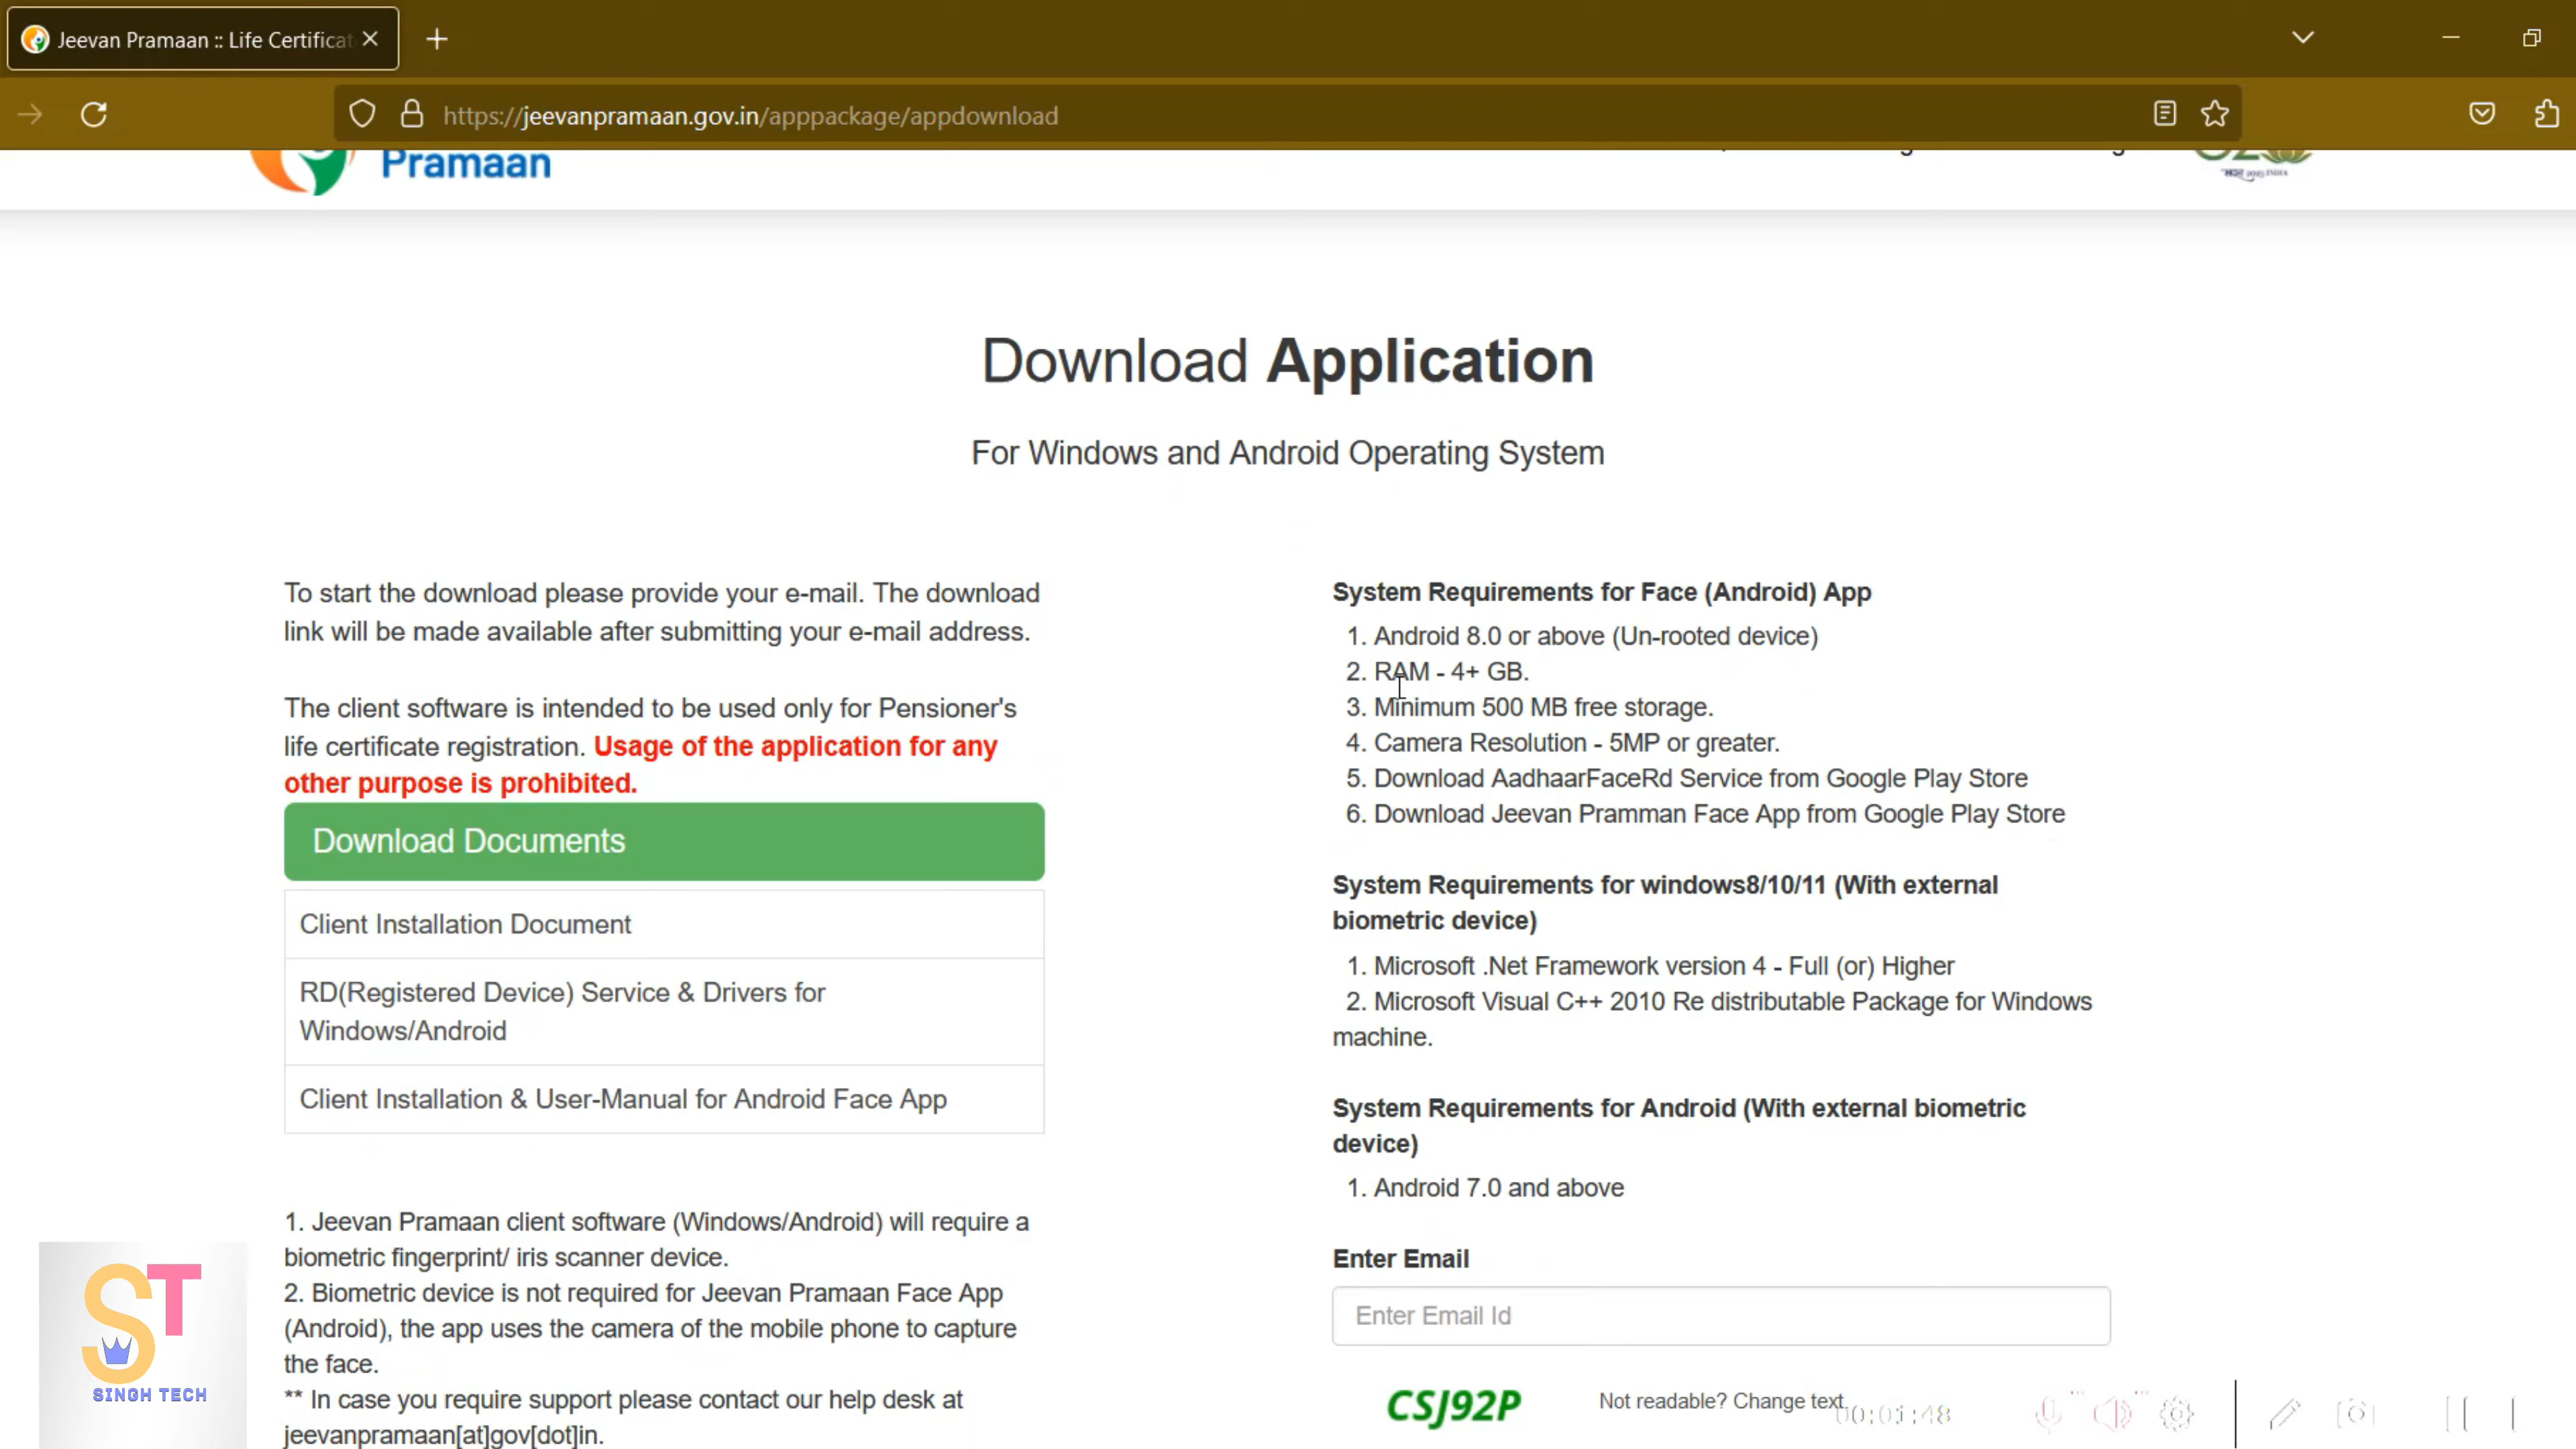 Jeevan Pramaan :: Life Certificat
https://jeevanpramaan.gov.in/apppackage/appdownload
Pramaan
Download Application
For Windows and Android Operating System
To start the download please provide your e-mail. The download
link will be made available after submitting your e-mail address.
The client software is intended to be used only for Pensioner's
life certificate registration. Usage of the application for any
other purpose is prohibited.
Download Documents
Client Installation Document
RD(Registered Device) Service & Drivers for
Windows/Android
Client Installation & User-Manual for Android Face App
1. Jeevan Pramaan client software (Windows/Android) will require a
biometric fingerprint/ iris scanner device.
2. Biometric device is not required for Jeevan Pramaan Face App
(Android), the app uses the camera of the mobile phone to capture
the face.
** In case you require support please contact our help desk at
jeevanpramaan[at]gov[dot]in.
System Requirements for Face (Android) App
1. Android 8.0 or above (Un-rooted device)
2. RAM - 4+ GB.
3. Minimum 500 MB free storage.
4. Camera Resolution - 5MP or greater.
5. Download AadhaarFaceRd Service from Google Play Store
6. Download Jeevan Pramman Face App from Google Play Store
System Requirements for windows8/10/11 (With external
biometric device)
1. Microsoft .Net Framework version 4 - Full (or) Higher
2. Microsoft Visual C++ 2010 Re distributable Package for Windows
machine.
System Requirements for Android (With external biometric
device)
1. Android 7.0 and above
Enter Email
Enter Email Id
CSJ92P
Not readable? Change text.
00:01:48
ST
SINGH TECH